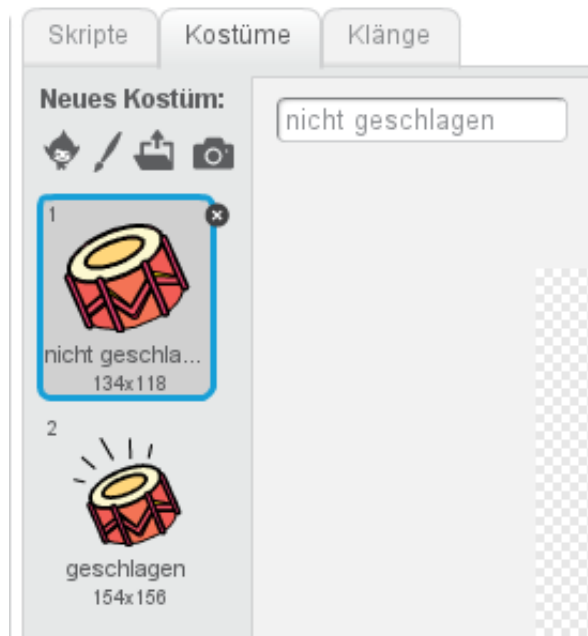 Skripte Kostüme Klänge
Neues Kostüm:
nicht geschlagen
1
nicht geschla...
134x118
2
geschlagen
154x156